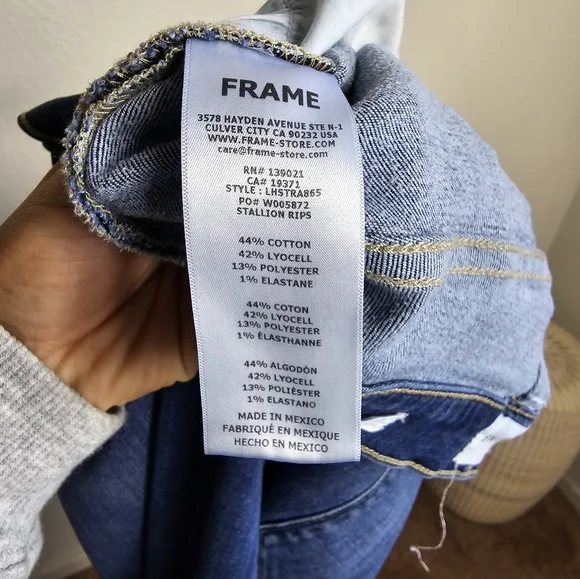 FRAME
3578 HAYDEN AVENUE STE N-1
CULVER CITY CA 90232 USA
WWW.FRAME-STORE.COM
care@frame-store.com
RN# 139021
CA# 19371
STYLE : LHSTRA865
PO# W005872
STALLION RIPS
44% COTTON
42% LYOCELL
13% POLYESTER
1% ELASTANE
44% COTON
42% LYOCELL
13% POLYESTER
1% ÉLASTHANNE
44% ALGODÓN
42% LYOCELL
13% POLIÈSTER
1% ELASTANO
MADE IN MEXICO
FABRIQUÉ EN MEXIQUE
HECHO EN MEXICO